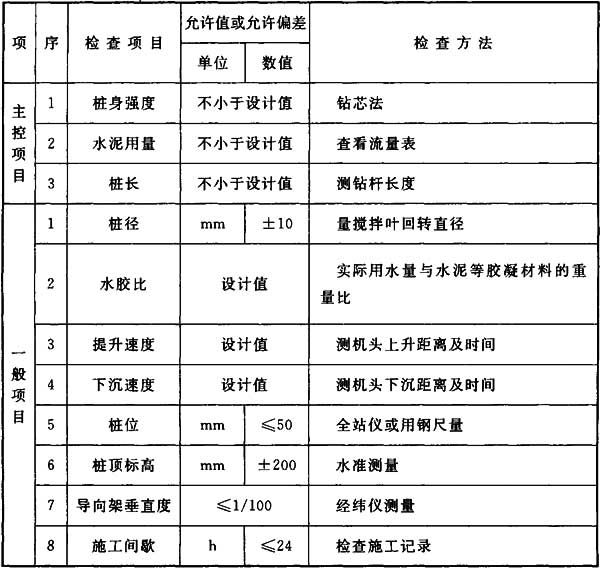 项 序 检查项目 允许值或允许偏差 检查方法
单位 数值
主控项目
1 桩身强度 不小于设计值 钻芯法
2 水泥用量 不小于设计值 查看流量表
3 桩长 不小于设计值 测钻杆长度
一般项目
1 桩径 mm ±10 量搅拌叶回转直径
2 水胶比 设计值 实际用水量与水泥等胶凝材料的重
量比
3 提升速度 设计值 测机头上升距离及时间
4 下沉速度 设计值 测机头下沉距离及时间
5 桩位 mm ≤50 全站仪或用钢尺量
6 桩顶标高 mm ±200 水准测量
7 导向架垂直度 ≤1/100 经纬仪测量
8 施工间歇 h ≤24 检查施工记录